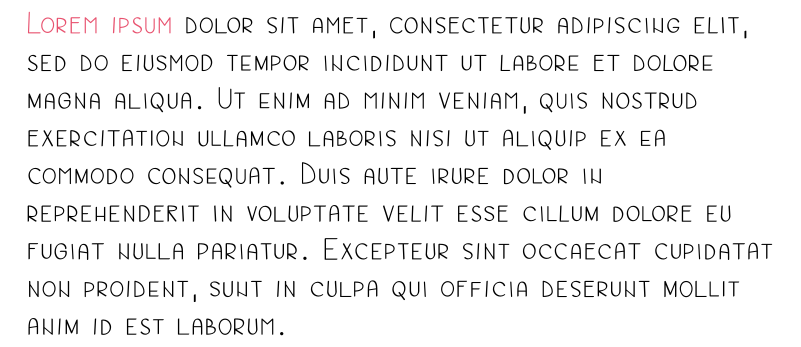 Lorem ipsum dolor sit amet, consectetur adipiscing elit,
sed do eiusmod tempor incididunt ut labore et dolore
magna aliqua. Ut enim ad minim veniam, quis nostrud
exercitation ullamco laboris nisi ut aliquip ex ea
commodo consequat. Duis aute irure dolor in
reprehenderit in voluptate velit esse cillum dolore eu
fugiat nulla pariatur. Excepteur sint occaecat cupidatat
non proident, sunt in culpa qui officia deserunt mollit
anim id est laborum.